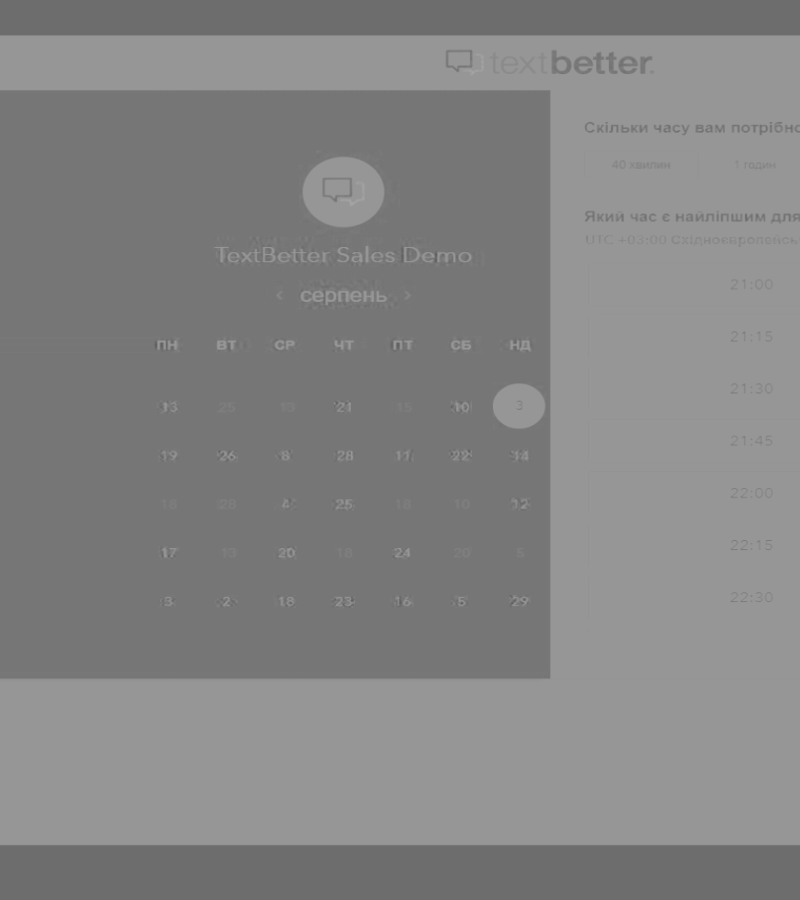 textbetter.
TextBetter Sales Demo
< серпень >
ПН ВТ СР ЧТ ПТ СБ НД
13 25 13 21 15 10 3
19 26 8 28 11 22 14
18 28 4 25 18 10 12
17 13 20 18 24 20 5
3 2 18 23 16 5 29
Скільки часу вам потрібно
40 хвилин 1 годин
Який час є найліпшим для
UTC +03:00 Східноєвропенськ
21:00
21:15
21:30
21:45
22:00
22:15
22:30